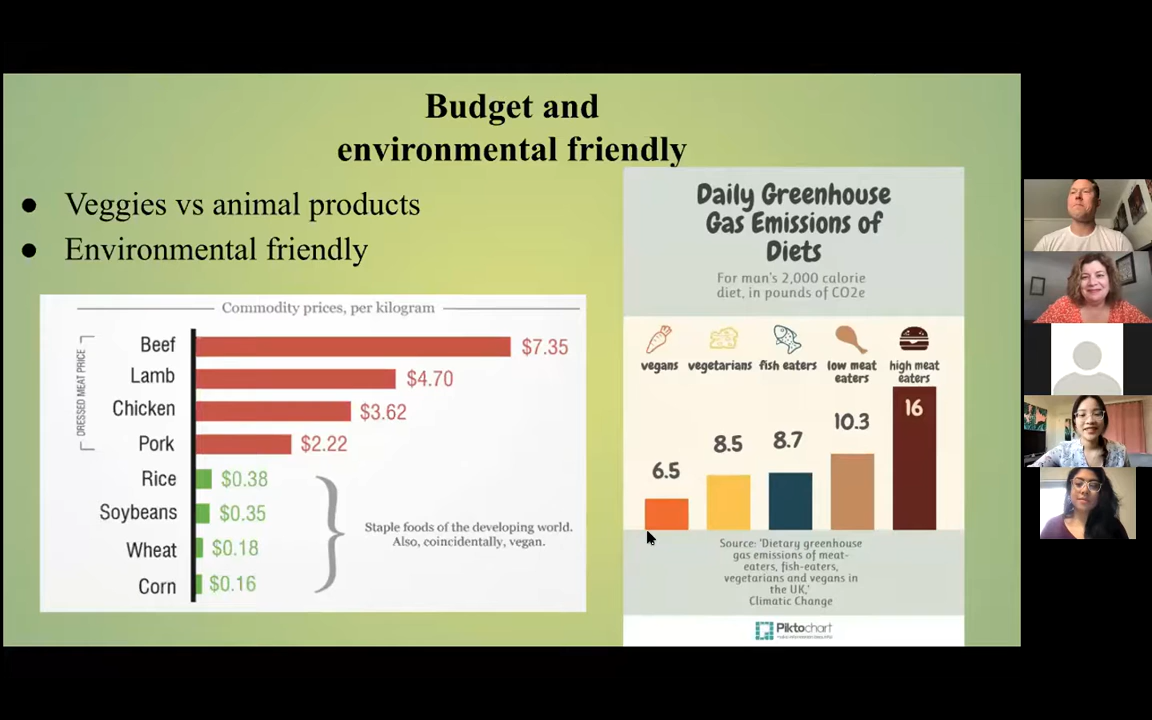 Budget and
environmental friendly
● Veggies vs animal products
● Environmental friendly
Commodity prices, per kilogram
DRESSED MEAT PRICE
Beef $7.35
Lamb $4.70
Chicken $3.62
Pork $2.22
Rice $0.38
Soybeans $0.35
Wheat $0.18
Corn $0.16
Staple foods of the developing world.
Also, coincidentally, vegan.
Daily Greenhouse
Gas Emissions of
Diets
For man's 2,000 calorie
diet, in pounds of CO2e
vegans vegetarians fish eaters low meat
eaters high meat
eaters
6.5 8.5 8.7 10.3 16
Source: 'Dietary greenhouse
gas emissions of meat-
eaters, fish-eaters,
vegetarians and vegans in
the UK,'
Climatic Change
Piktochart